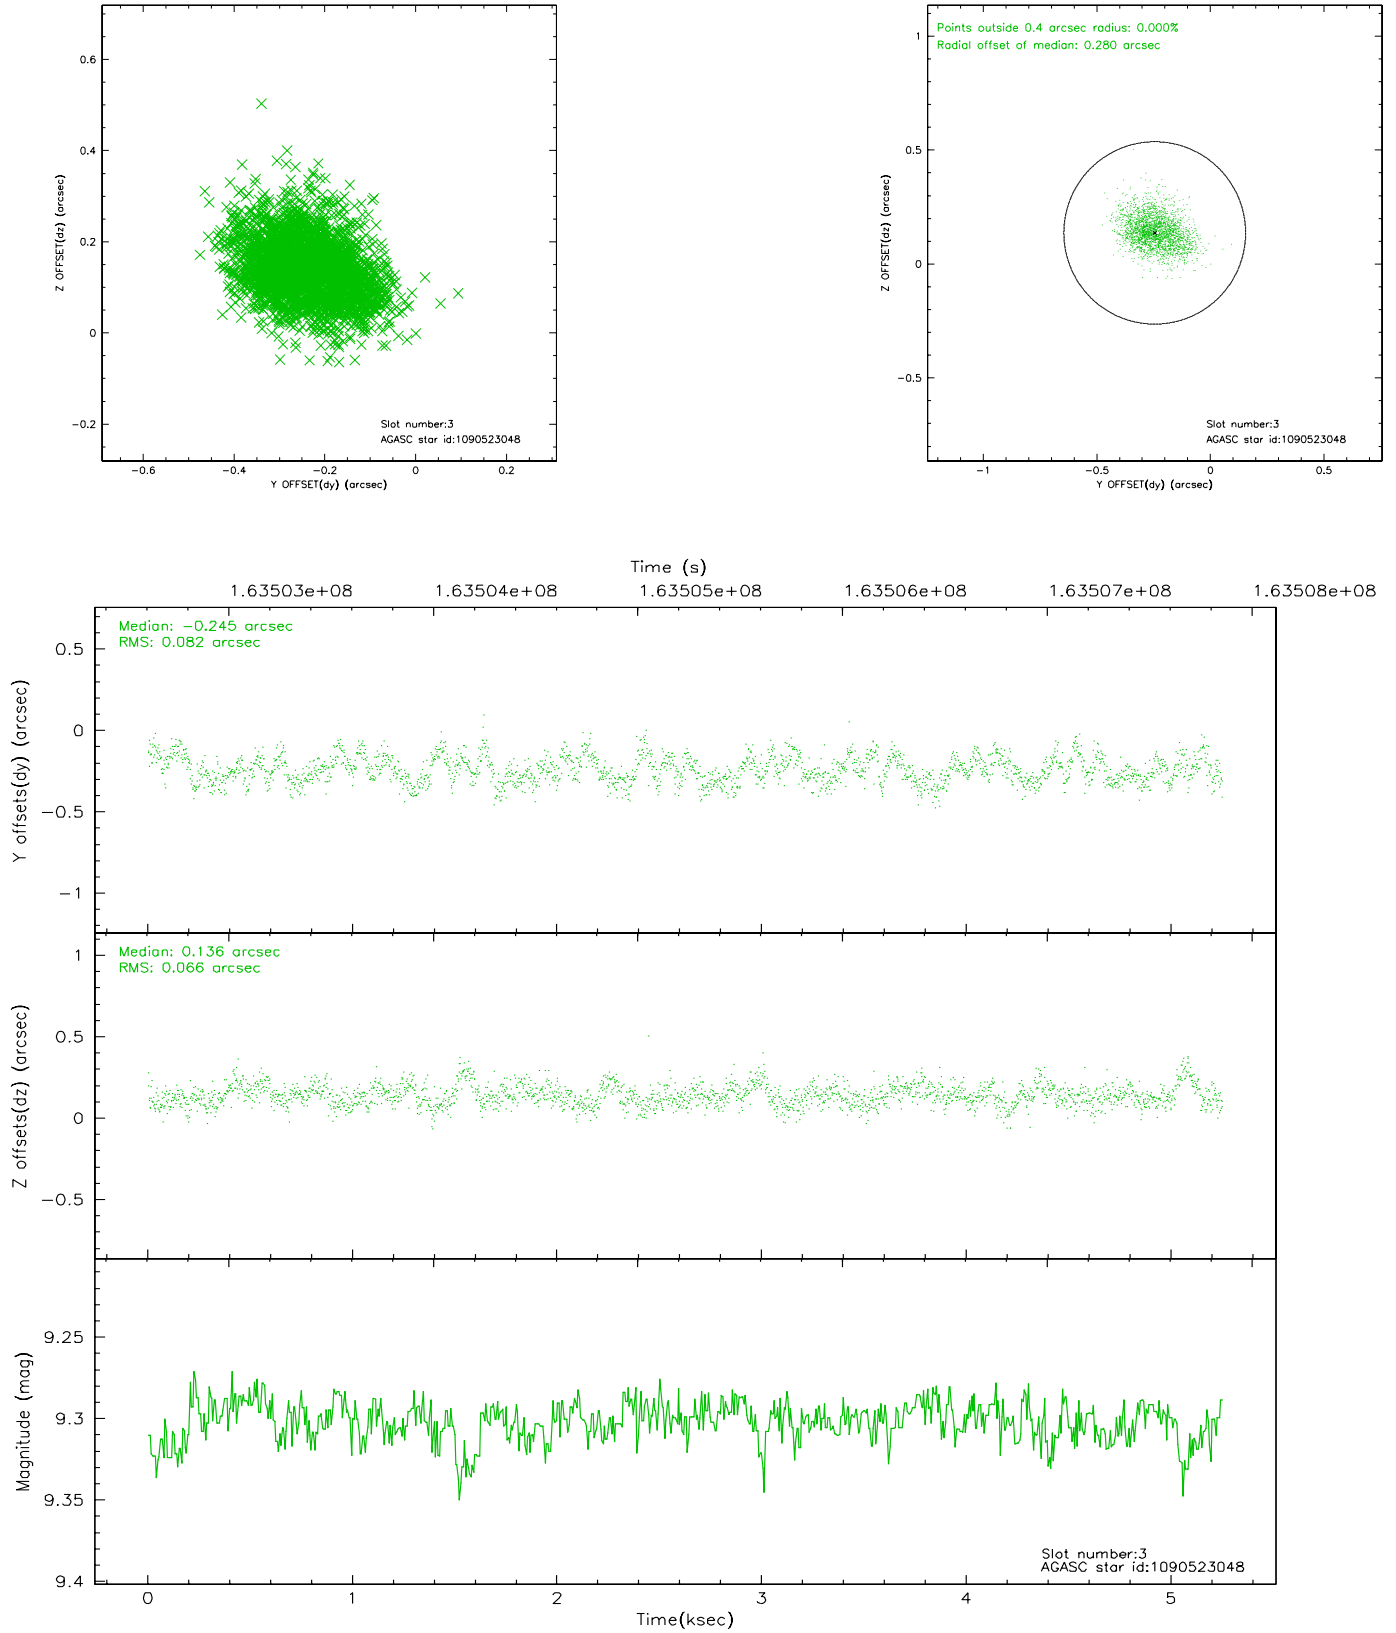 0.6
0.4
0.2
0
−0.2
Z OFFSET(dz) (arcsec)
Slot number:3
AGASC star id:1090523048
−0.6 −0.4 −0.2 0 0.2
Y OFFSET(dy) (arcsec)
Points outside 0.4 arcsec radius: 0.000%
Radial offset of median: 0.280 arcsec
1
0.5
0
−0.5
Z OFFSET(dz) (arcsec)
Slot number:3
AGASC star id:1090523048
−1 −0.5 0 0.5
Y OFFSET(dy) (arcsec)
Time (s)
1.63503e+08 1.63504e+08 1.63505e+08 1.63506e+08 1.63507e+08 1.63508e+08
Median: −0.245 arcsec
RMS: 0.082 arcsec
0.5
0
−0.5
−1
Y offsets(dy) (arcsec)
Median: 0.136 arcsec
RMS: 0.066 arcsec
1
0.5
0
−0.5
Z offsets(dz) (arcsec)
9.25
9.3
9.35
9.4
Magnitude (mag)
Slot number:3
AGASC star id:1090523048
0 1 2 3 4 5
Time(ksec)